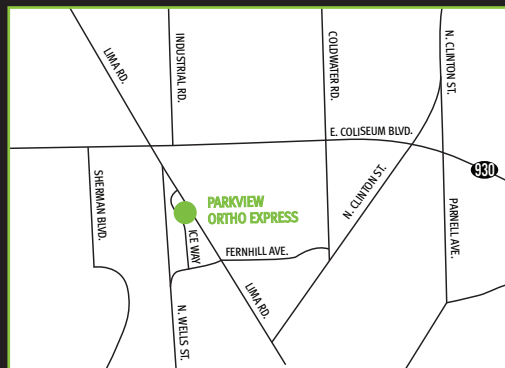 LIMA RD.
INDUSTRIAL RD.
COLDWATER RD.
N. CLINTON ST.
E. COLISEUM BLVD.
930
SHERMAN BLVD.
PARKVIEW
ORTHO EXPRESS
N. CLINTON ST.
PARNELL AVE.
ICE WAY
FERNHILL AVE.
LIMA RD.
N. WELLS ST.